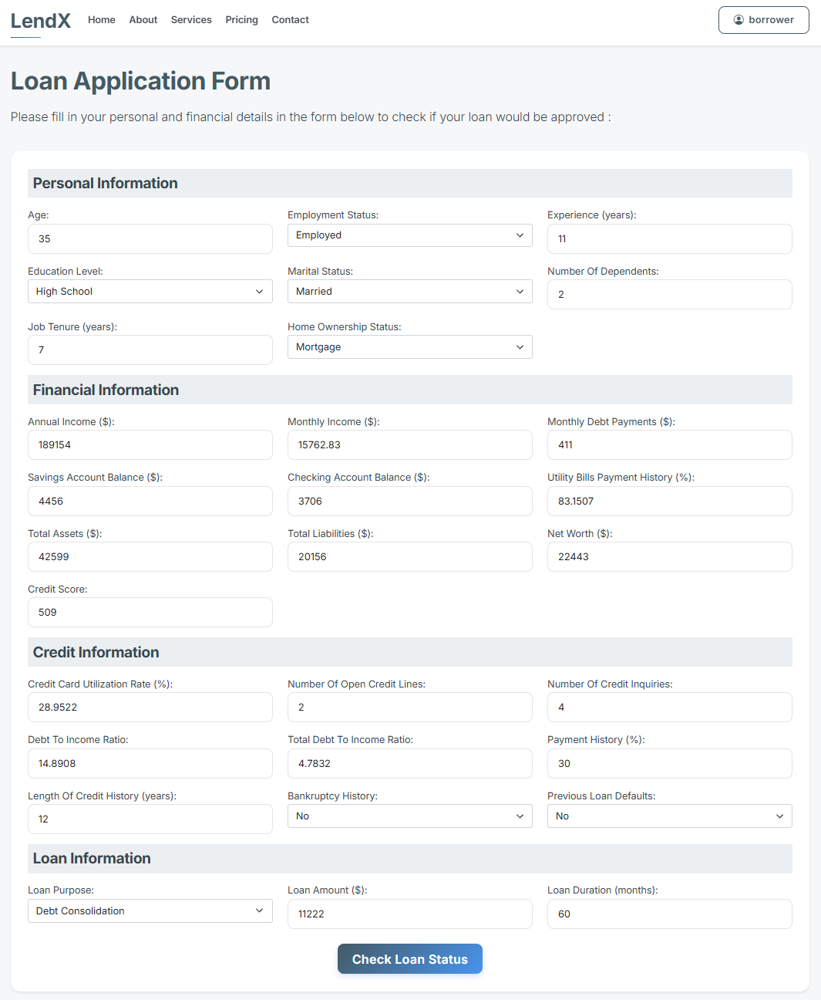 LendX Home About Services Pricing Contact borrower
Loan Application Form
Please fill in your personal and financial details in the form below to check if your loan would be approved :
Personal Information
Age: Employment Status: Experience (years):
35 Employed 11
Education Level: Marital Status: Number Of Dependents:
High School Married 2
Job Tenure (years): Home Ownership Status:
7 Mortgage
Financial Information
Annual Income ($): Monthly Income ($): Monthly Debt Payments ($):
189154 15762.83 411
Savings Account Balance ($): Checking Account Balance ($): Utility Bills Payment History (%):
4456 3706 83.1507
Total Assets ($): Total Liabilities ($): Net Worth ($):
42599 20156 22443
Credit Score:
509
Credit Information
Credit Card Utilization Rate (%): Number Of Open Credit Lines: Number Of Credit Inquiries:
28.9522 2 4
Debt To Income Ratio: Total Debt To Income Ratio: Payment History (%):
14.8908 4.7832 30
Length Of Credit History (years): Bankruptcy History: Previous Loan Defaults:
12 No No
Loan Information
Loan Purpose: Loan Amount ($): Loan Duration (months):
Debt Consolidation 11222 60
Check Loan Status